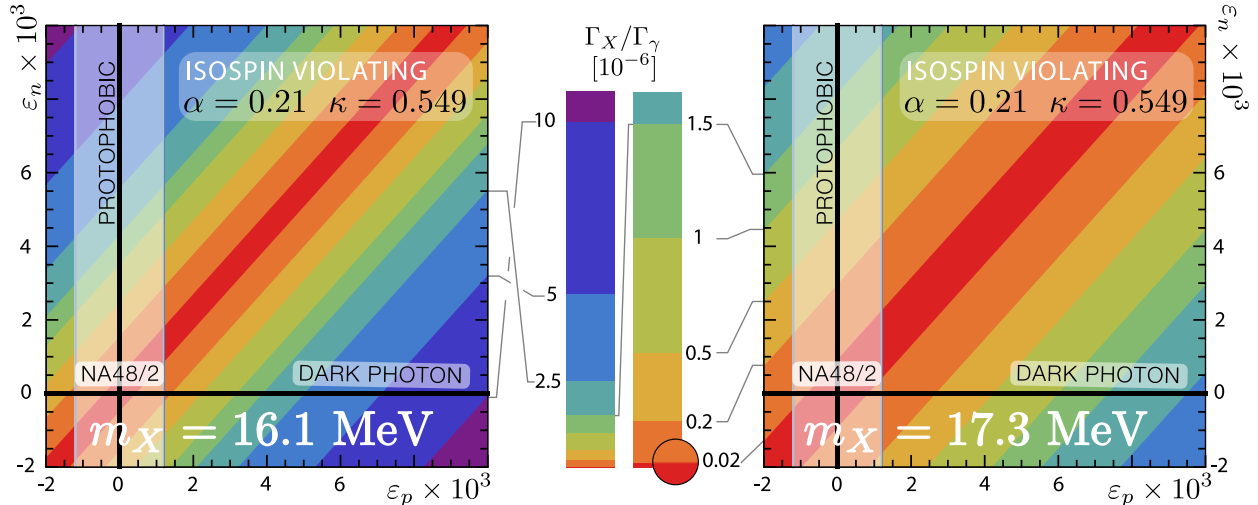 ε_n × 10^3
8
6
4
2
0
-2
PROTOPHOBIC
ISOSPIN VIOLATING
α = 0.21 κ = 0.549
NA48/2
DARK PHOTON
m_X = 16.1 MeV
-2 0 2 4 6 8
ε_p × 10^3
Γ_X/Γ_γ
[10^-6]
10
5
2.5
1.5
1
0.5
0.2
0.02
PROTOPHOBIC
ISOSPIN VIOLATING
α = 0.21 κ = 0.549
NA48/2
DARK PHOTON
m_X = 17.3 MeV
-2 0 2 4 6 8
ε_p × 10^3
ε_n × 10^3
8
6
4
2
0
-2